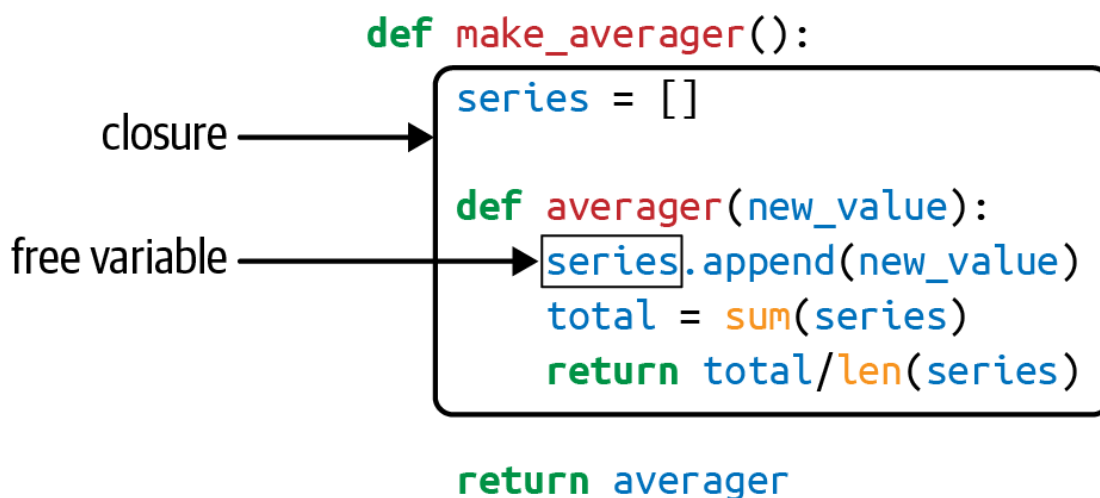 def make_averager():
series = []
closure
def averager(new_value):
free variable
series.append(new_value)
total = sum(series)
return total/len(series)
return averager